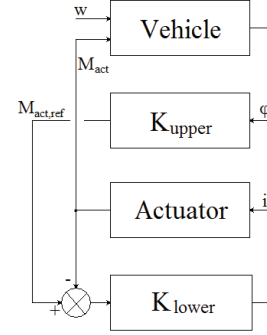 w
Vehicle
M_act
M_act,ref
K_upper
φ
Actuator
i
-
+
K_lower